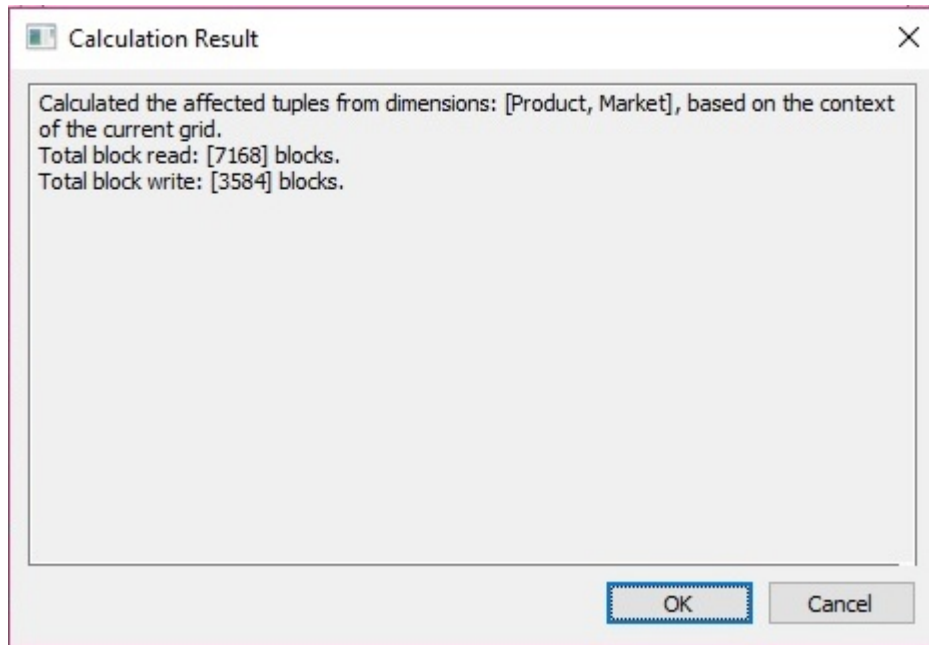 Calculation Result
Calculated the affected tuples from dimensions: [Product, Market], based on the context
of the current grid.
Total block read: [7168] blocks.
Total block write: [3584] blocks.
OK
Cancel